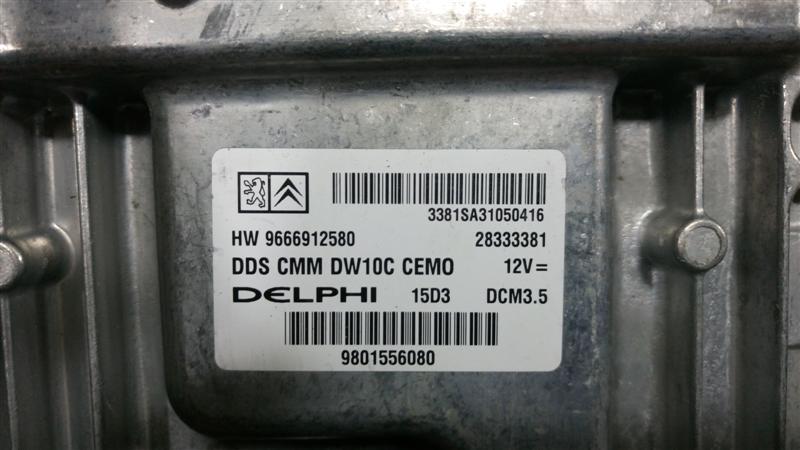 3381SA31050416
HW 9666912580 28333381
DDS CMM DW10C CEMO 12V=
DELPHI 15D3 DCM3.5
9801556080